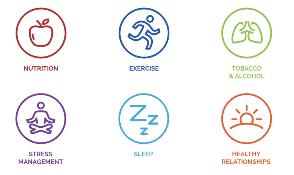 NUTRITION
EXERCISE
TOBACCO
& ALCOHOL
STRESS
MANAGEMENT
Z Z Z
SLEEP
HEALTHY
RELATIONSHIPS